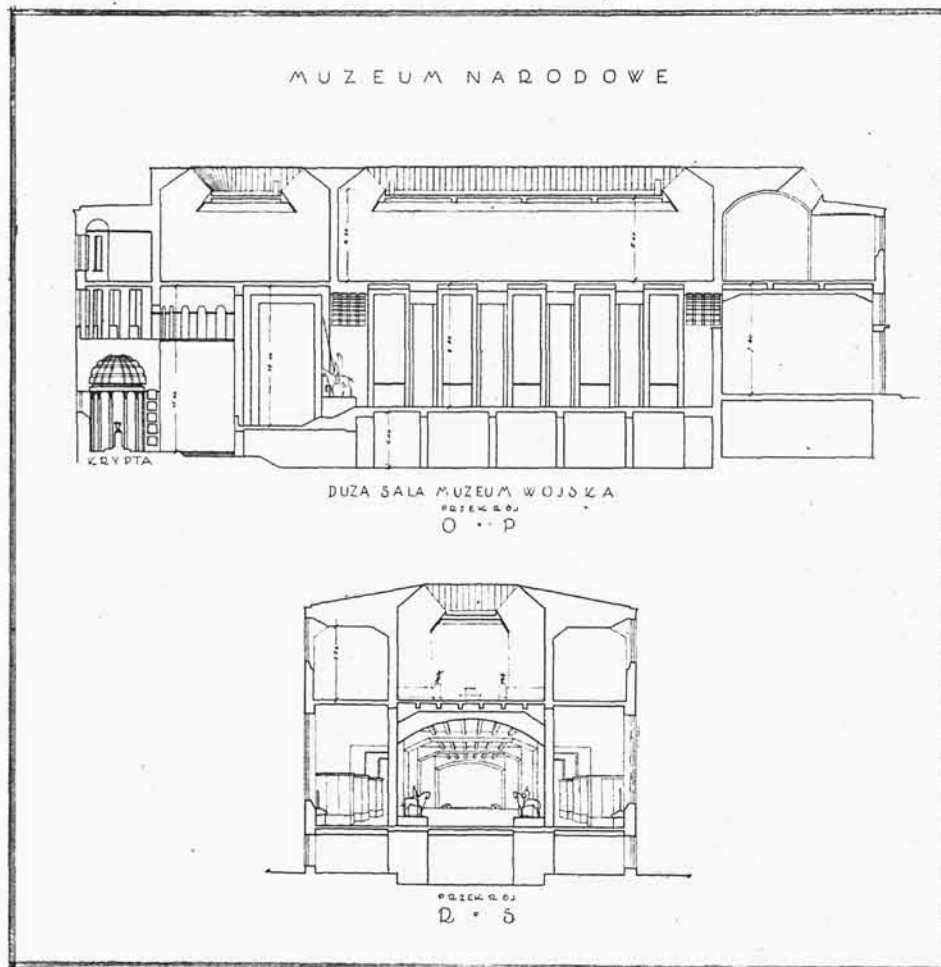 MUZEUM NARODOWE
KRYPTA
DUŻA SALA MUZEUM WOJSKA
PRZEKRÓJ
O - P
PRZEKRÓJ
R - S